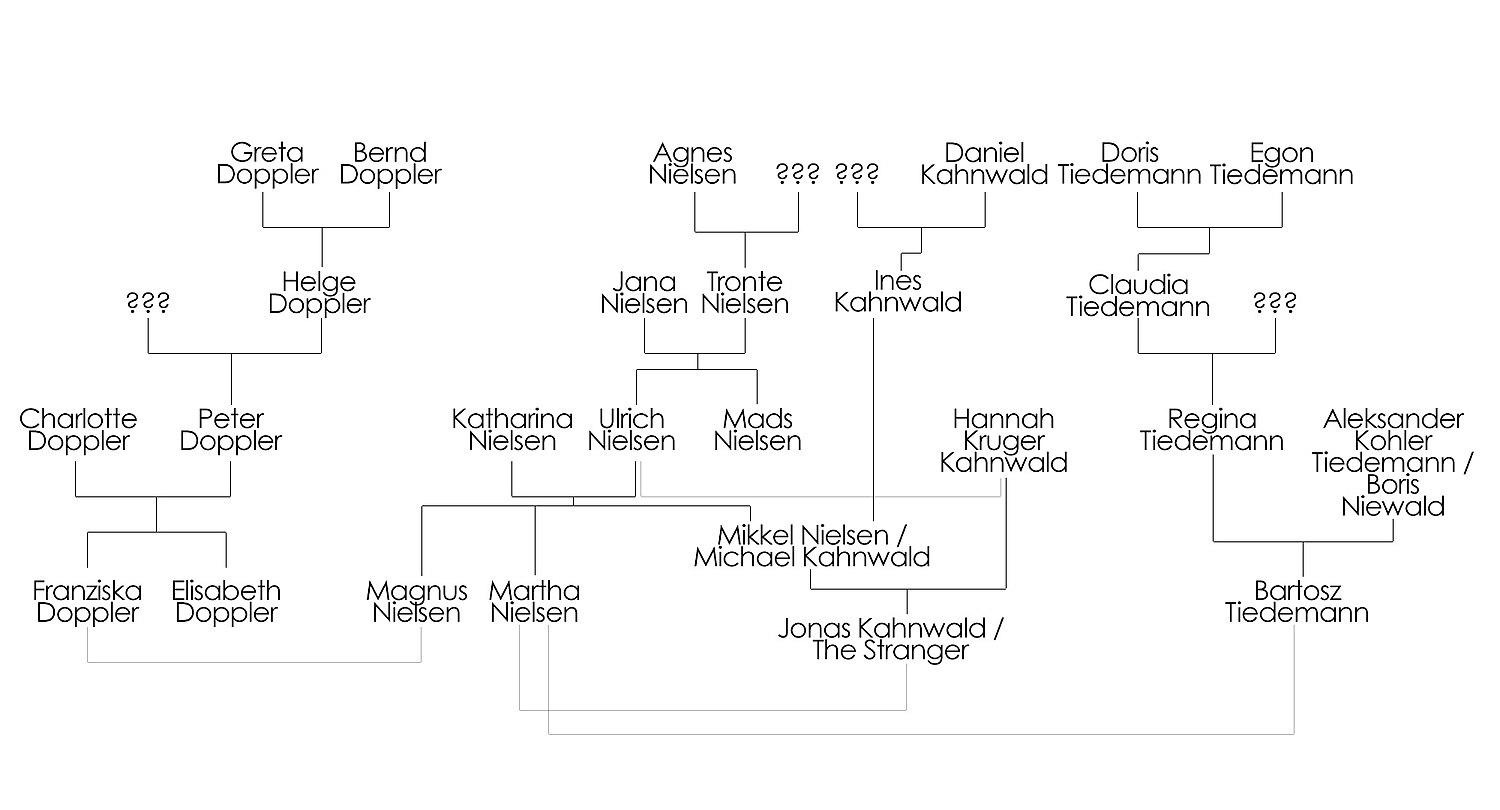 Greta
Doppler
Bernd
Doppler
Agnes
Nielsen
???
???
Daniel
Kahnwald
Doris
Tiedemann
Egon
Tiedemann
???
Helge
Doppler
Jana
Nielsen
Tronte
Nielsen
Ines
Kahnwald
Claudia
Tiedemann
???
Charlotte
Doppler
Peter
Doppler
Katharina
Nielsen
Ulrich
Nielsen
Mads
Nielsen
Hannah
Kruger
Kahnwald
Regina
Tiedemann
Aleksander
Kohler
Tiedemann /
Boris
Niewald
Mikkel Nielsen /
Michael Kahnwald
Franziska
Doppler
Elisabeth
Doppler
Magnus
Nielsen
Martha
Nielsen
Jonas Kahnwald /
The Stranger
Bartosz
Tiedemann